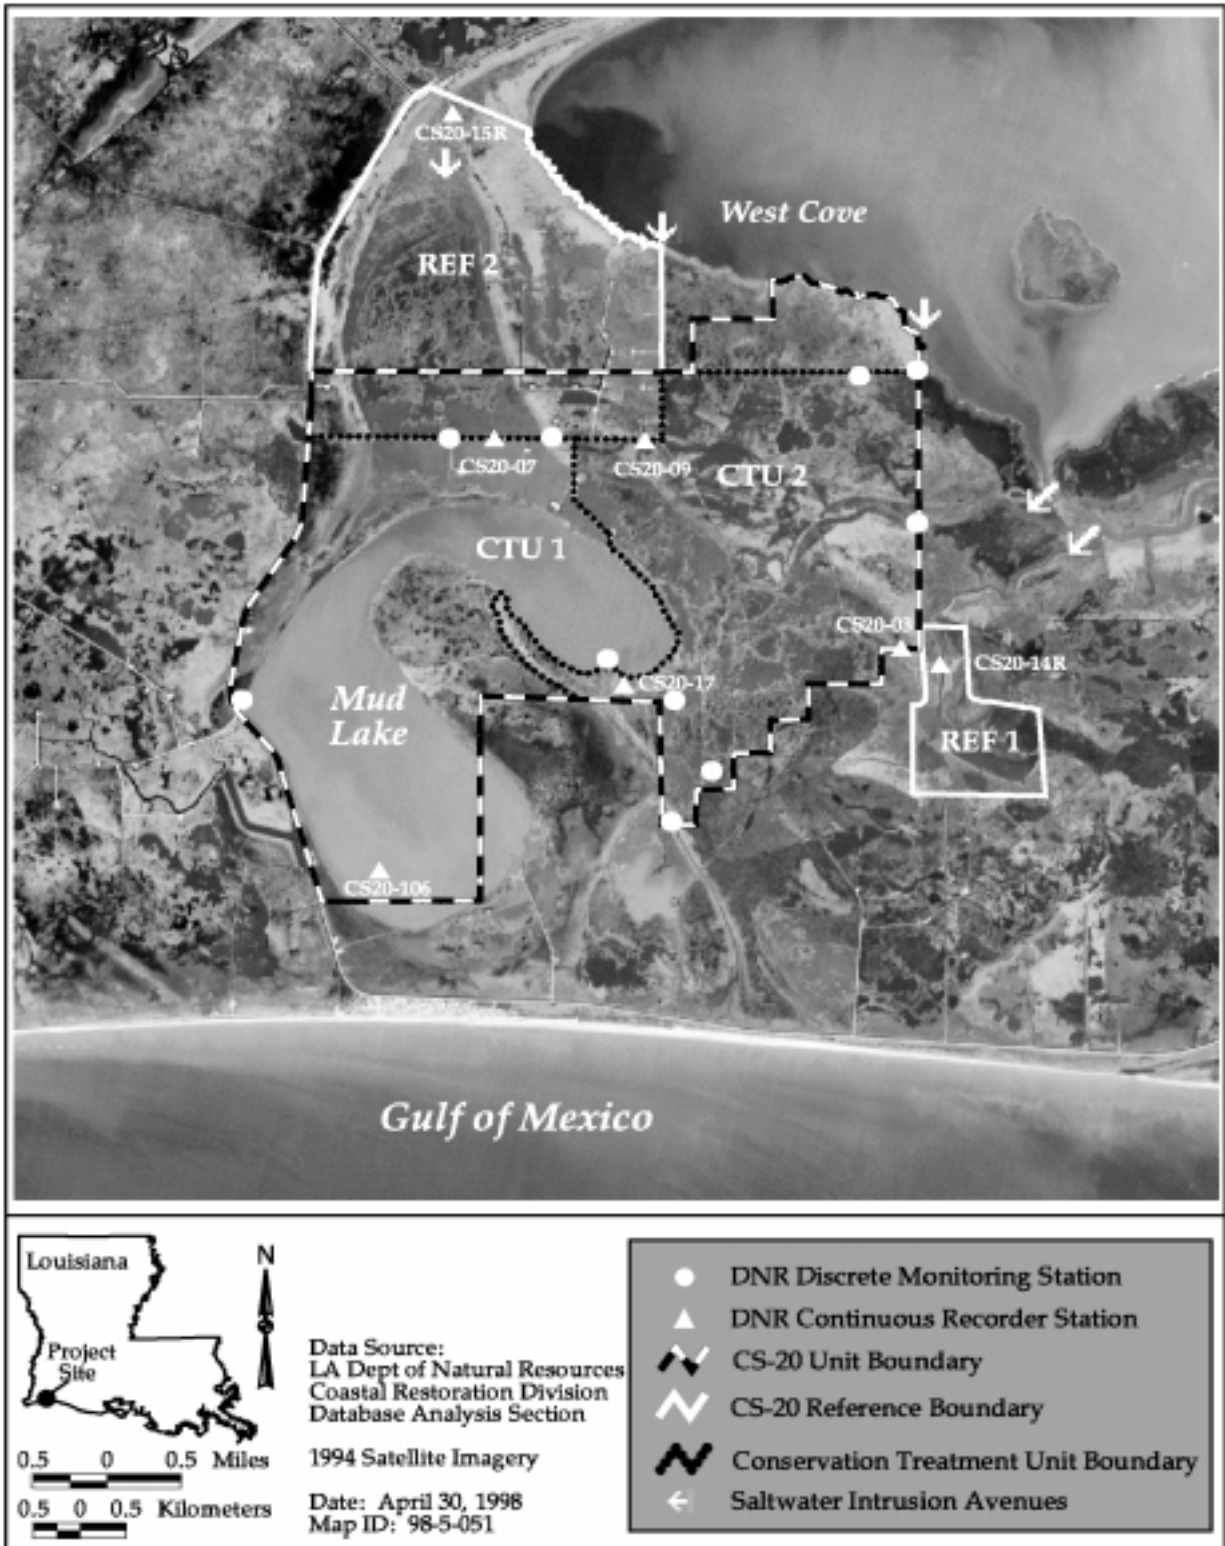 CS20-15R
West Cove
REF 2
CS20-07
CS20-09
CTU 2
CTU 1
CS20-03
CS20-14R
CS20-17
Mud
Lake
REF 1
CS20-106
Gulf of Mexico
Louisiana
Project
Site
N
0.5 0 0.5 Miles
0.5 0 0.5 Kilometers
Data Source:
LA Dept of Natural Resources
Coastal Restoration Division
Database Analysis Section
1994 Satellite Imagery
Date: April 30, 1998
Map ID: 98-5-051
DNR Discrete Monitoring Station
DNR Continuous Recorder Station
CS-20 Unit Boundary
CS-20 Reference Boundary
Conservation Treatment Unit Boundary
Saltwater Intrusion Avenues